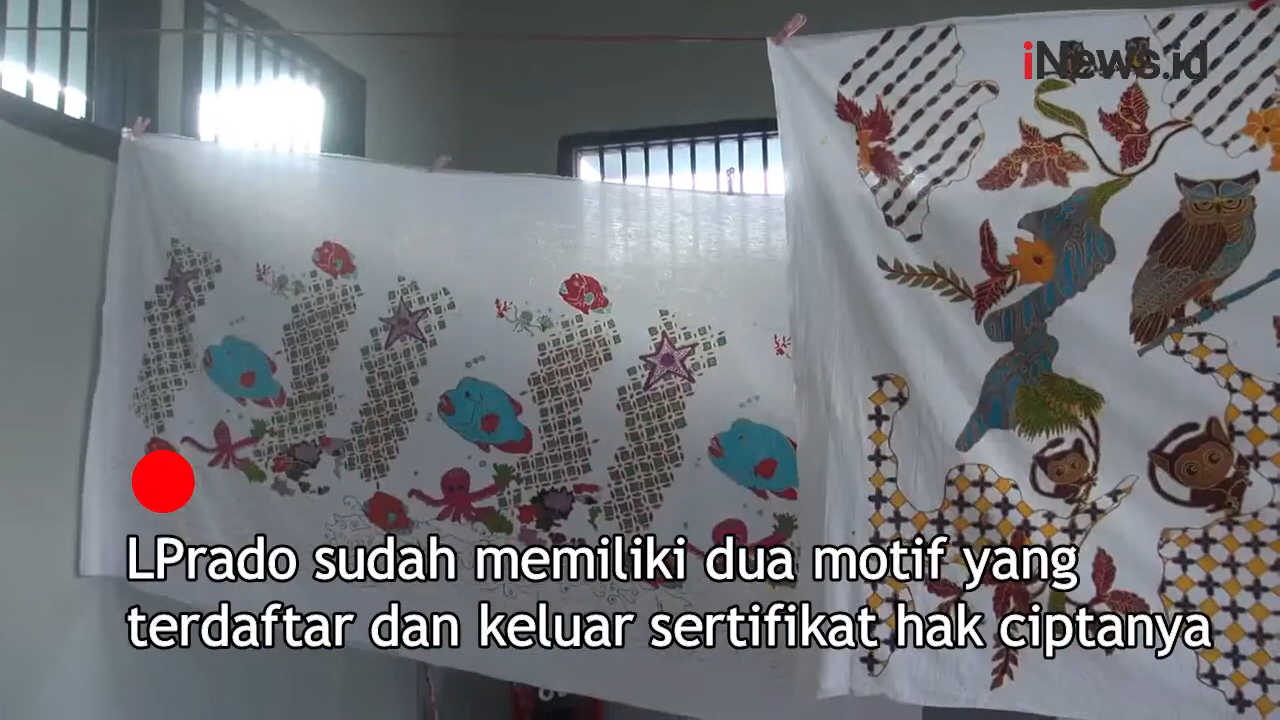 iNews.id
LPrado sudah memiliki dua motif yang
terdaftar dan keluar sertifikat hak ciptanya